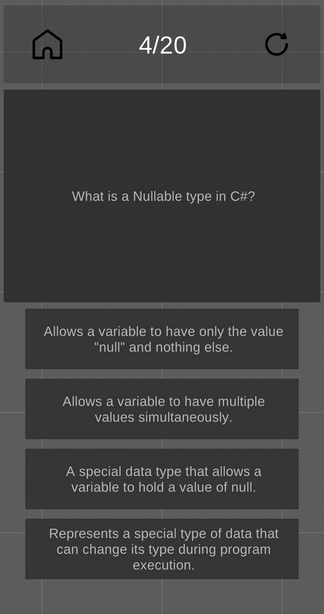 4/20
What is a Nullable type in C#?
Allows a variable to have only the value
"null" and nothing else.
Allows a variable to have multiple
values simultaneously.
A special data type that allows a
variable to hold a value of null.
Represents a special type of data that
can change its type during program
execution.